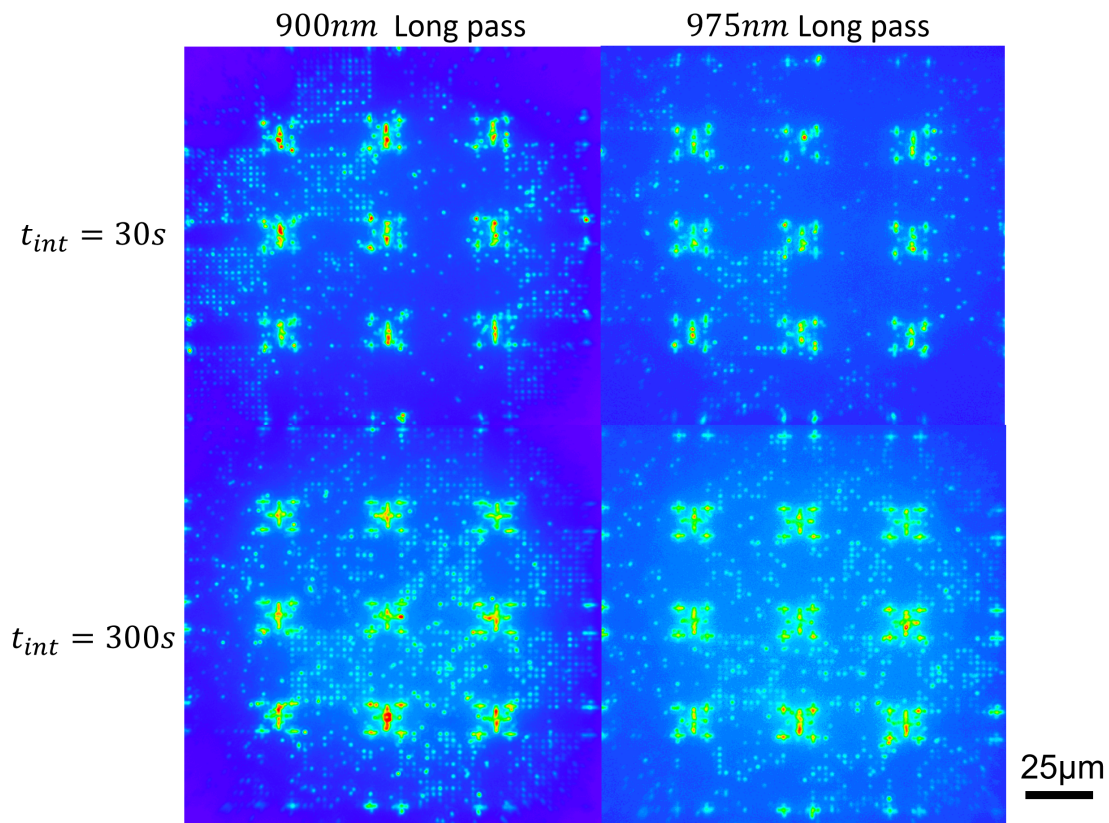 900nm Long pass
975nm Long pass
t_int = 30s
t_int = 300s
25µm